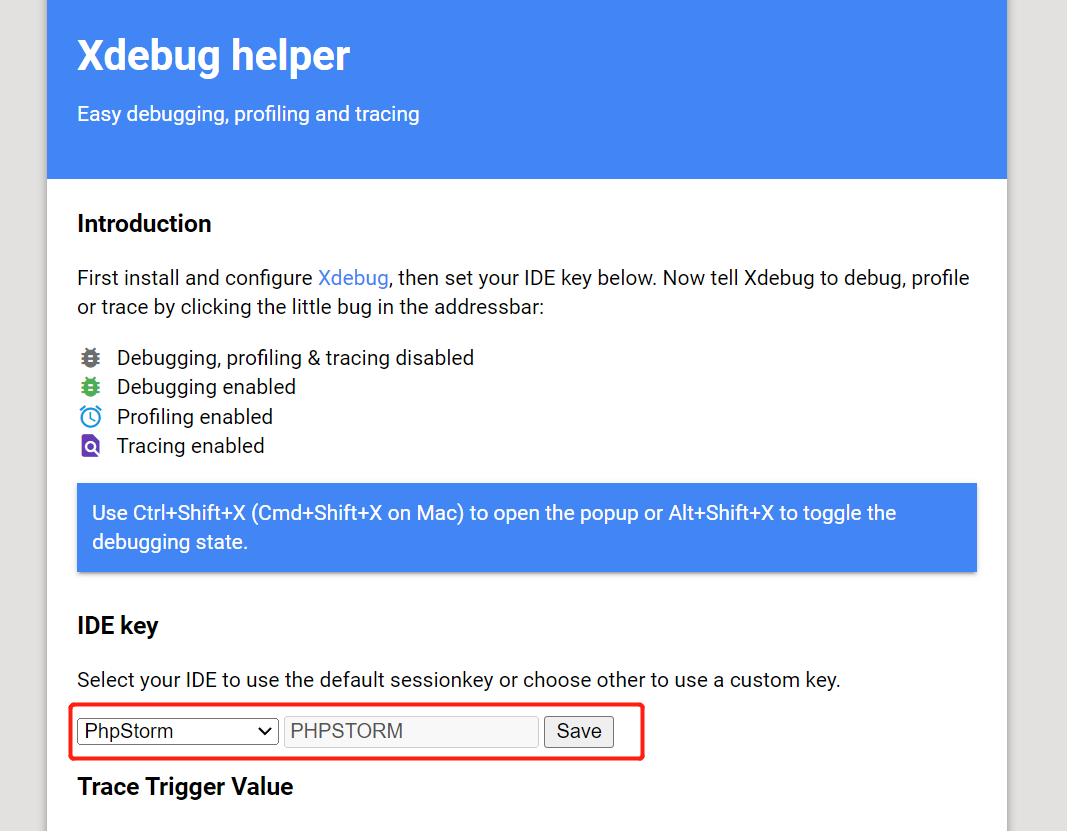 Xdebug helper
Easy debugging, profiling and tracing
Introduction
First install and configure Xdebug, then set your IDE key below. Now tell Xdebug to debug, profile
or trace by clicking the little bug in the addressbar:
Debugging, profiling & tracing disabled
Debugging enabled
Profiling enabled
Tracing enabled
Use Ctrl+Shift+X (Cmd+Shift+X on Mac) to open the popup or Alt+Shift+X to toggle the
debugging state.
IDE key
Select your IDE to use the default sessionkey or choose other to use a custom key.
PhpStorm PHPSTORM Save
Trace Trigger Value